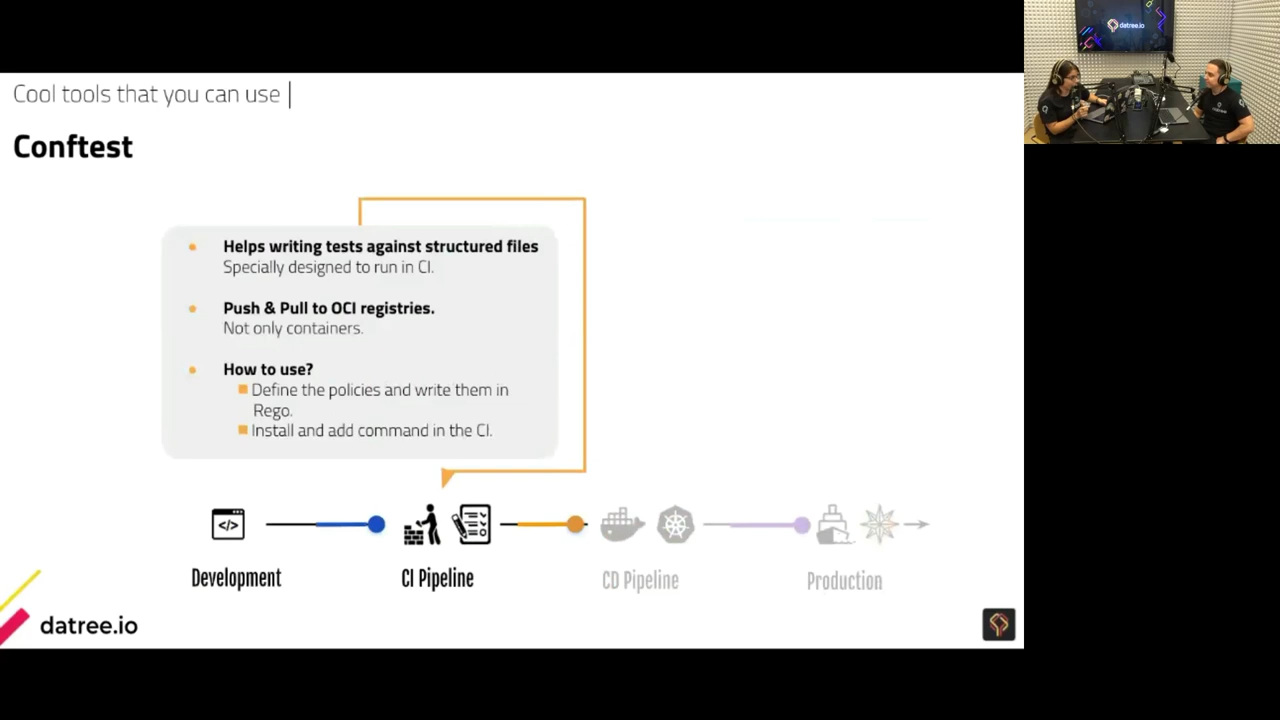 Cool tools that you can use |
Conftest
Helps writing tests against structured files
Specially designed to run in CI.
Push & Pull to OCI registries.
Not only containers.
How to use?
Define the policies and write them in
Rego.
Install and add command in the CI.
Development
CI Pipeline
CD Pipeline
Production
datree.io
datree.io